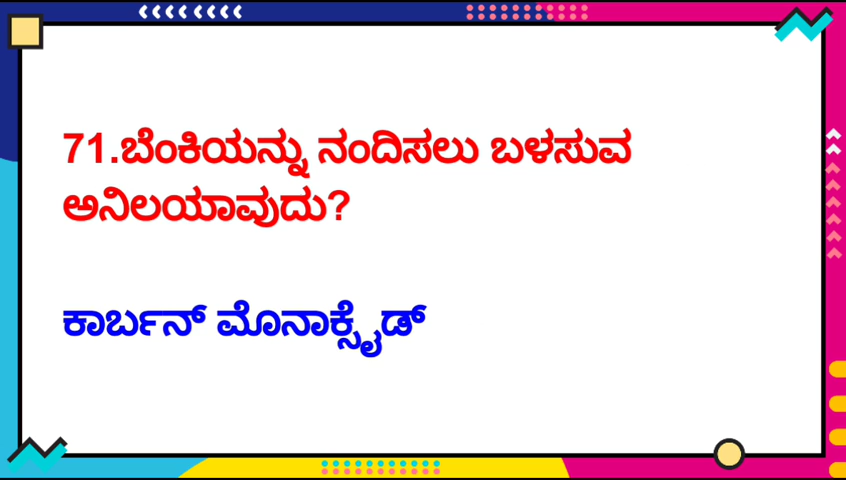 71.ಬೆಂಕಿಯನ್ನು ನಂದಿಸಲು ಬಳಸುವ
ಅನಿಲಯಾವುದು?
ಕಾರ್ಬನ್ ಮೊನಾಕ್ಸೈಡ್